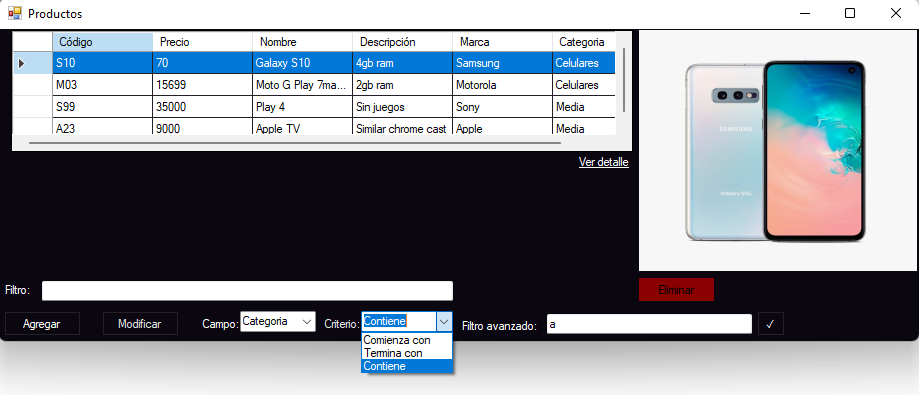 Productos
Código Precio Nombre Descripción Marca Categoria
S10 70 Galaxy S10 4gb ram Samsung Celulares
M03 15699 Moto G Play 7ma... 2gb ram Motorola Celulares
S99 35000 Play 4 Sin juegos Sony Media
A23 9000 Apple TV Similar chrome cast Apple Media
SAMSUNG
Ver detalle
Filtro:
Eliminar
Agregar Modificar Campo: Categoria Criterio: Contiene Filtro avanzado: a ✓
Comienza con
Termina con
Contiene